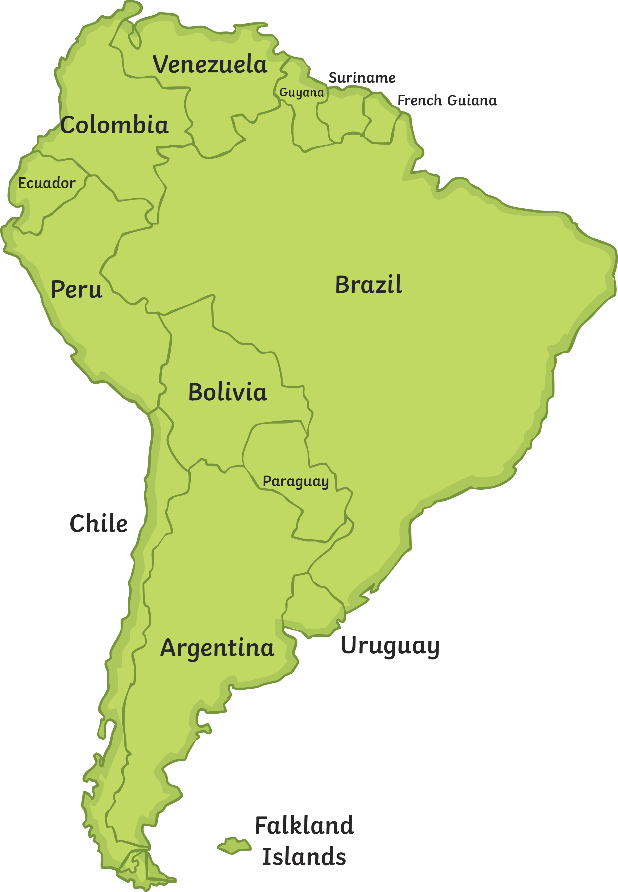 Venezuela
Suriname
Guyana
French Guiana
Colombia
Ecuador
Peru
Brazil
Bolivia
Paraguay
Chile
Argentina
Uruguay
Falkland
Islands